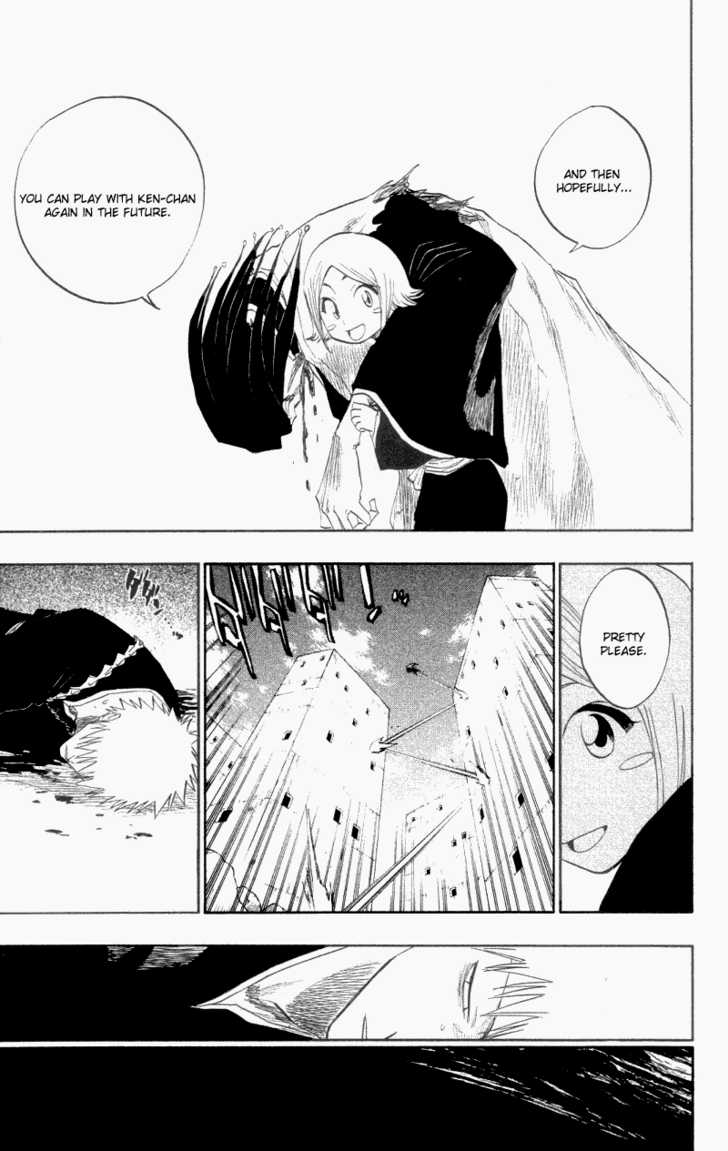 AND THEN
HOPEFULLY...
YOU CAN PLAY WITH KEN-CHAN
AGAIN IN THE FUTURE.
PRETTY
PLEASE.